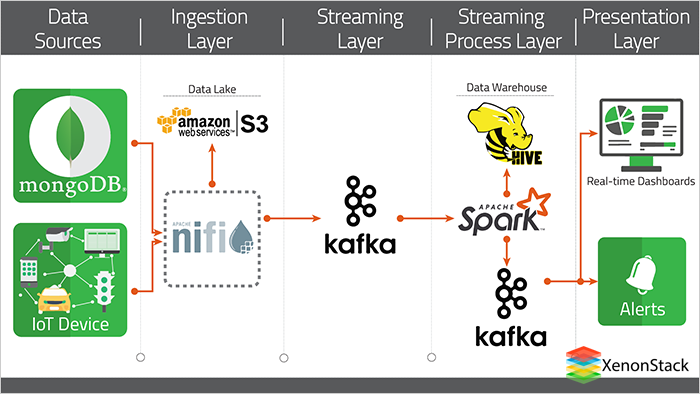 Data
Sources
Ingestion
Layer
Streaming
Layer
Streaming
Process Layer
Presentation
Layer
Data Lake
amazon
webservices™
S3
mongoDB®
APACHE
nifi
IoT Device
kafka
Data Warehouse
HIVE
APACHE
Spark™
kafka
Real-time Dashboards
Alerts
XenonStack